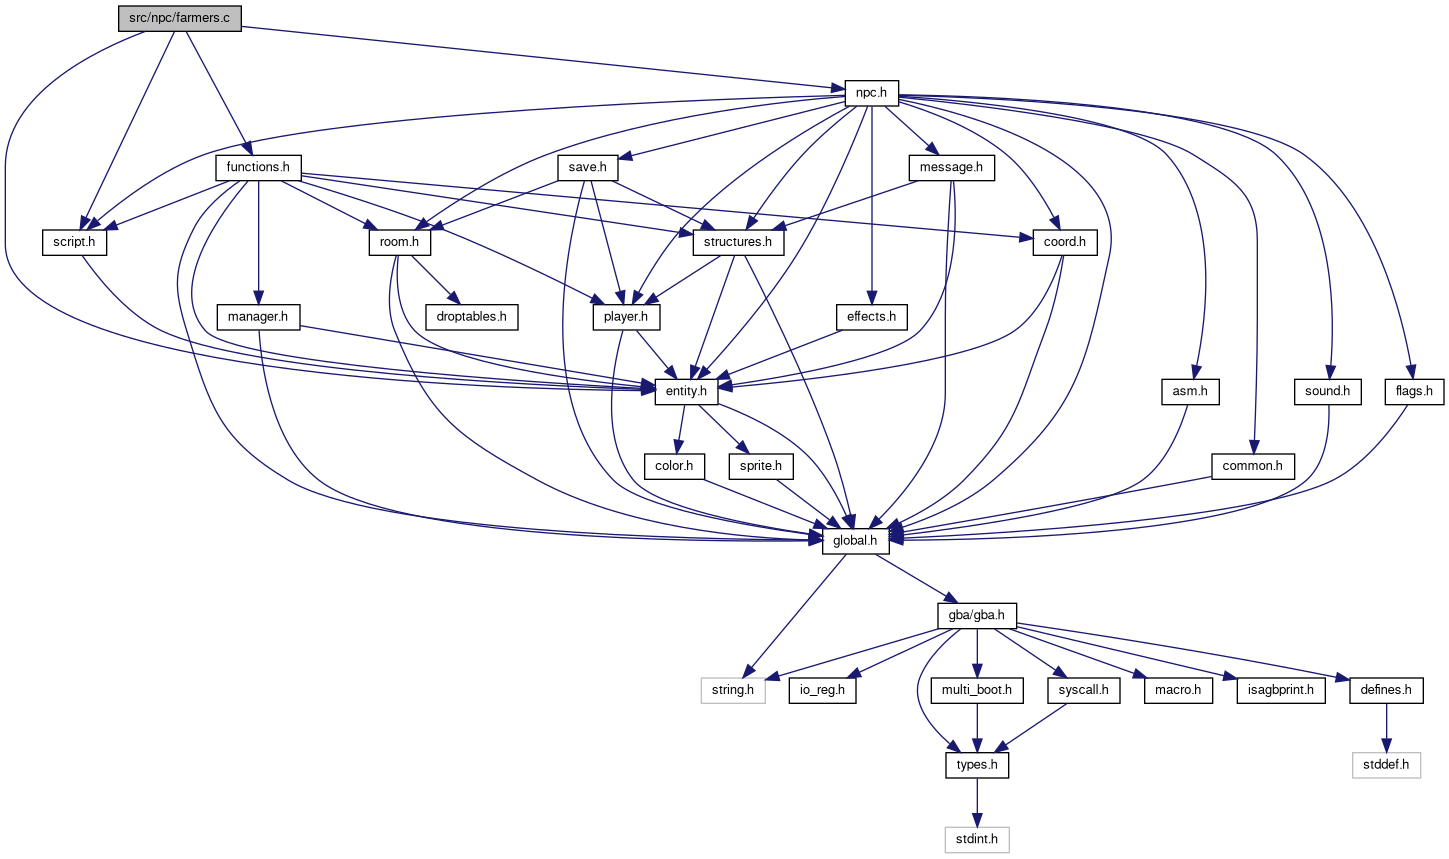 src/npc/farmers.c
npc.h
functions.h
save.h
message.h
script.h
room.h
structures.h
coord.h
manager.h
droptables.h
player.h
effects.h
entity.h
asm.h
sound.h
flags.h
color.h
sprite.h
common.h
global.h
gba/gba.h
string.h
io_reg.h
multi_boot.h
syscall.h
macro.h
isagbprint.h
defines.h
types.h
stddef.h
stdint.h